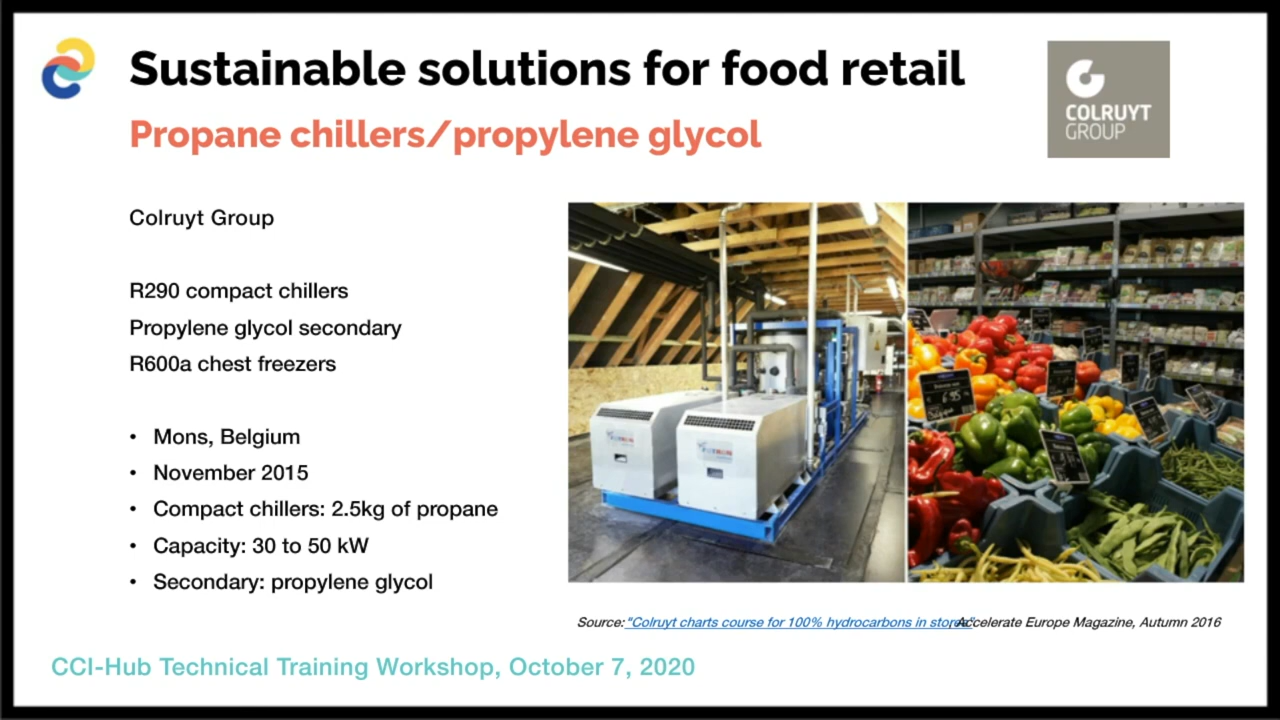 Sustainable solutions for food retail
Propane chillers/propylene glycol
COLRUYT
GROUP
Colruyt Group
R290 compact chillers
Propylene glycol secondary
R600a chest freezers
• Mons, Belgium
• November 2015
• Compact chillers: 2.5kg of propane
• Capacity: 30 to 50 kW
• Secondary: propylene glycol
6.95
Source: "Colruyt charts course for 100% hydrocarbons in stores", Accelerate Europe Magazine, Autumn 2016
CCI-Hub Technical Training Workshop, October 7, 2020